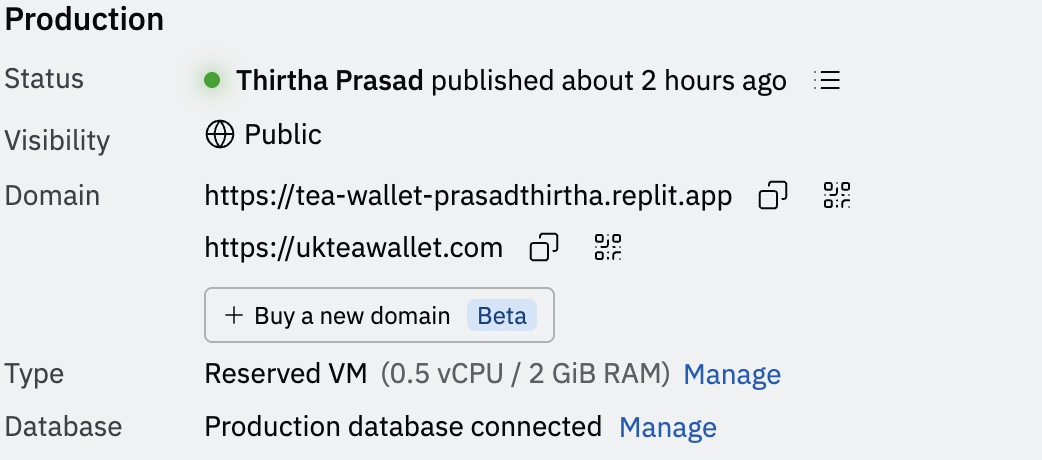 Production
Status Thirtha Prasad published about 2 hours ago
Visibility Public
Domain https://tea-wallet-prasadthirtha.replit.app
https://ukteawallet.com
+ Buy a new domain Beta
Type Reserved VM (0.5 vCPU / 2 GiB RAM) Manage
Database Production database connected Manage